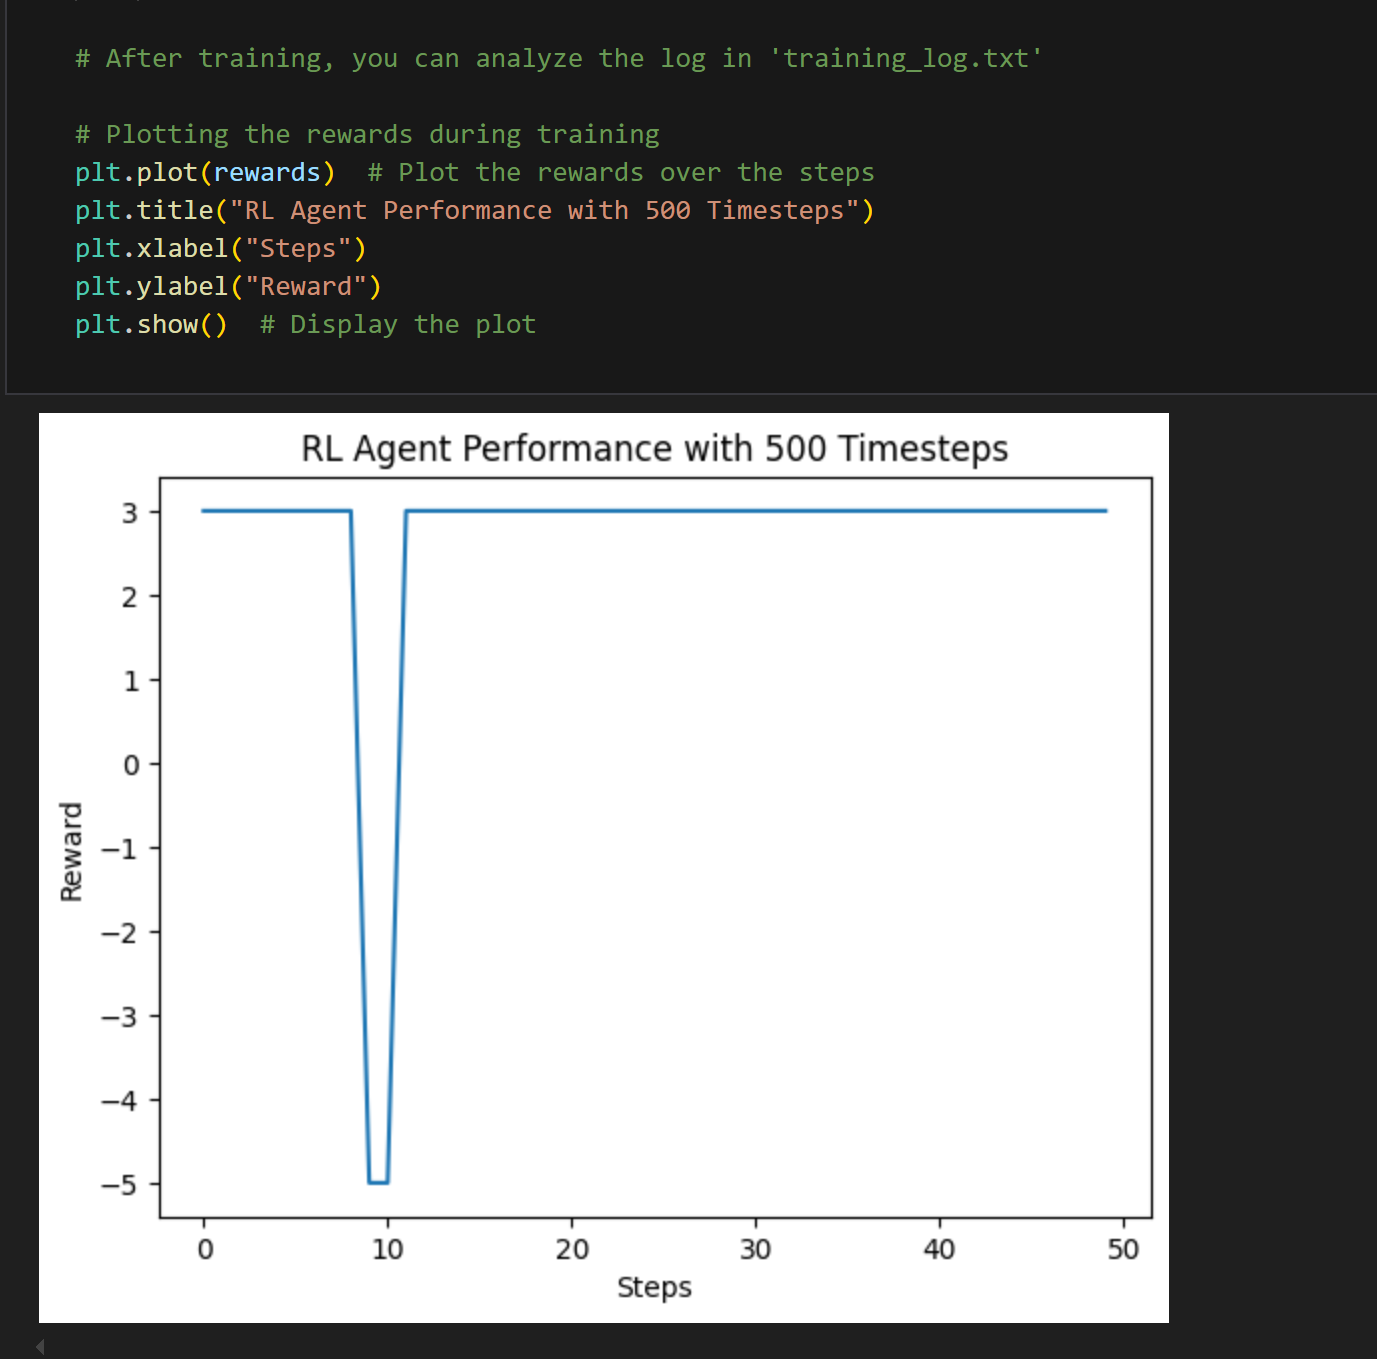 # After training, you can analyze the log in 'training_log.txt'
# Plotting the rewards during training
plt.plot(rewards)  # Plot the rewards over the steps
plt.title("RL Agent Performance with 500 Timesteps")
plt.xlabel("Steps")
plt.ylabel("Reward")
plt.show()  # Display the plot
RL Agent Performance with 500 Timesteps
3
2
1
0
−1
−2
−3
−4
−5
Reward
0 10 20 30 40 50
Steps